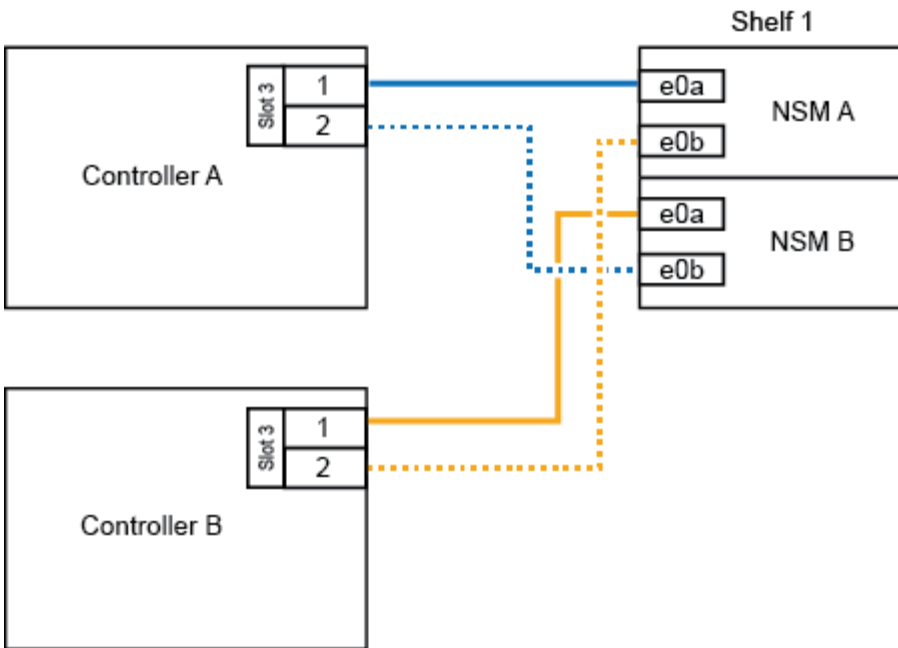 Shelf 1
Controller A
Slot 3
1
2
e0a
e0b
NSM A
e0a
e0b
NSM B
Controller B
Slot 3
1
2